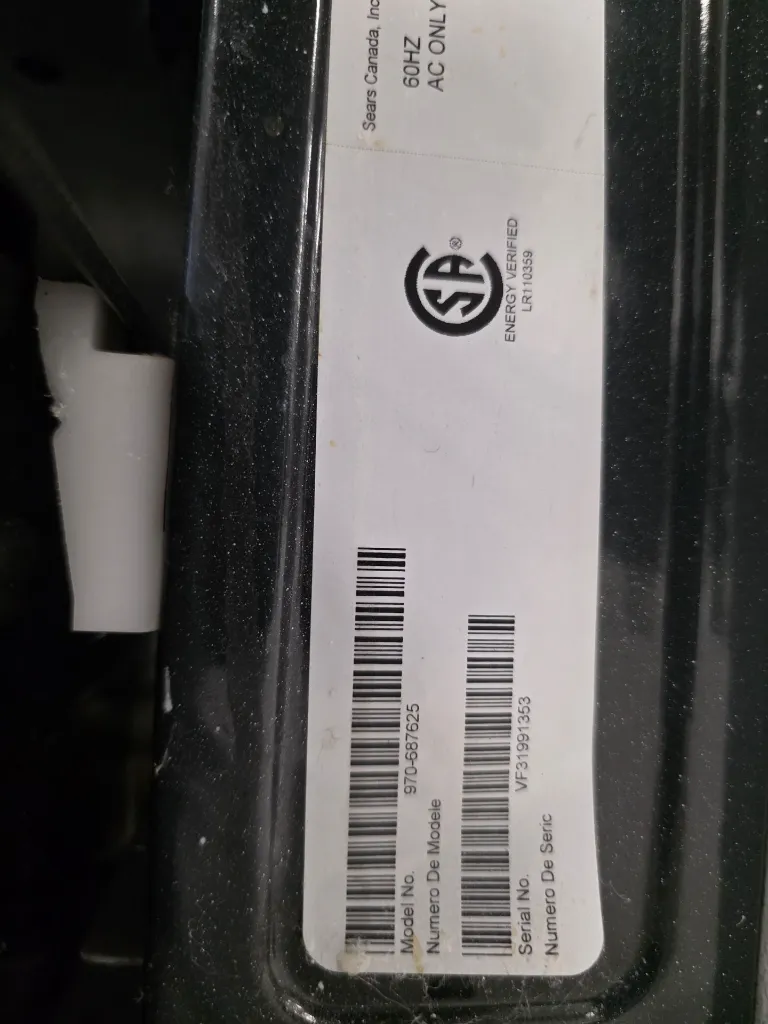 Sears Canada, Inc
60HZ
AC ONLY
SA®
ENERGY VERIFIED
LR110359
970-687625
Model No.
Numero De Modele
VF31991353
Serial No.
Numero De Seric